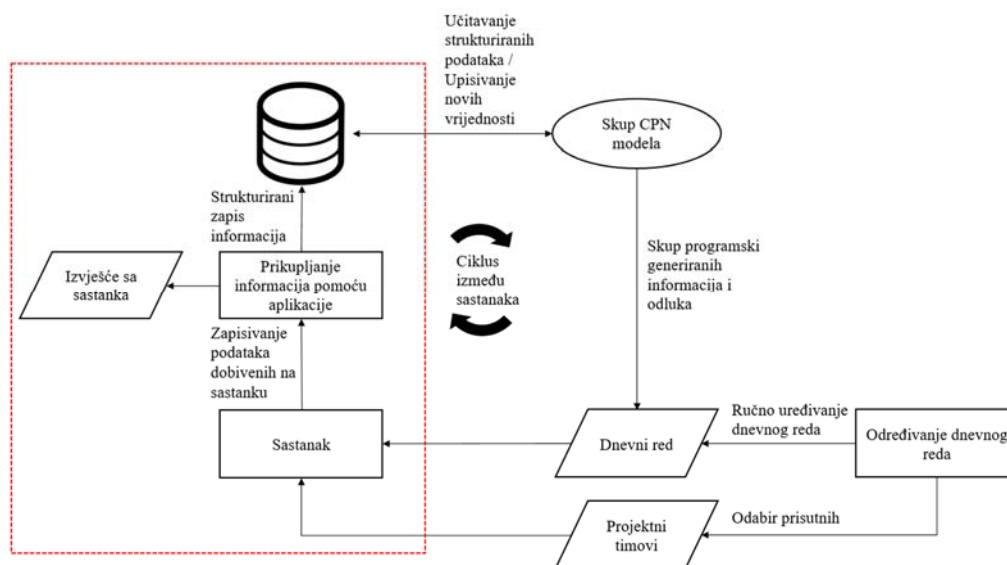 Učitavanje
strukturiranih
podataka /
Upisivanje
novih
vrijednosti
Skup CPN
modela
Strukturirani
zapis
informacija
Izvješće sa
sastanka
Prikupljanje
informacija pomoću
aplikacije
Ciklus
između
sastanaka
Skup programski
generiranih
informacija i
odluka
Zapisivanje
podataka
dobivenih na
sastanku
Sastanak
Dnevni red
Ručno uređivanje
dnevnog reda
Određivanje dnevnog
reda
Projektni
timovi
Odabir prisutnih